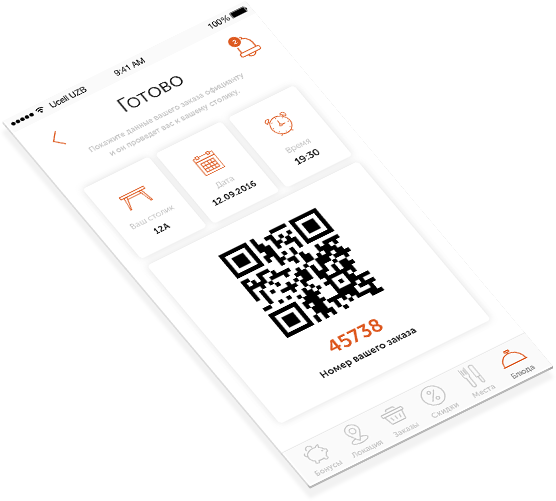 Ucell UZB 9:41 AM 100%
Готово
2
Покажите данные вашего заказа официанту
и он проведет вас к вашему столику.
Ваш столик
12A
Дата
12.09.2016
Время
19:30
45738
Номер вашего заказа
Бонусы Локация Заказы Скидки Места Блюда